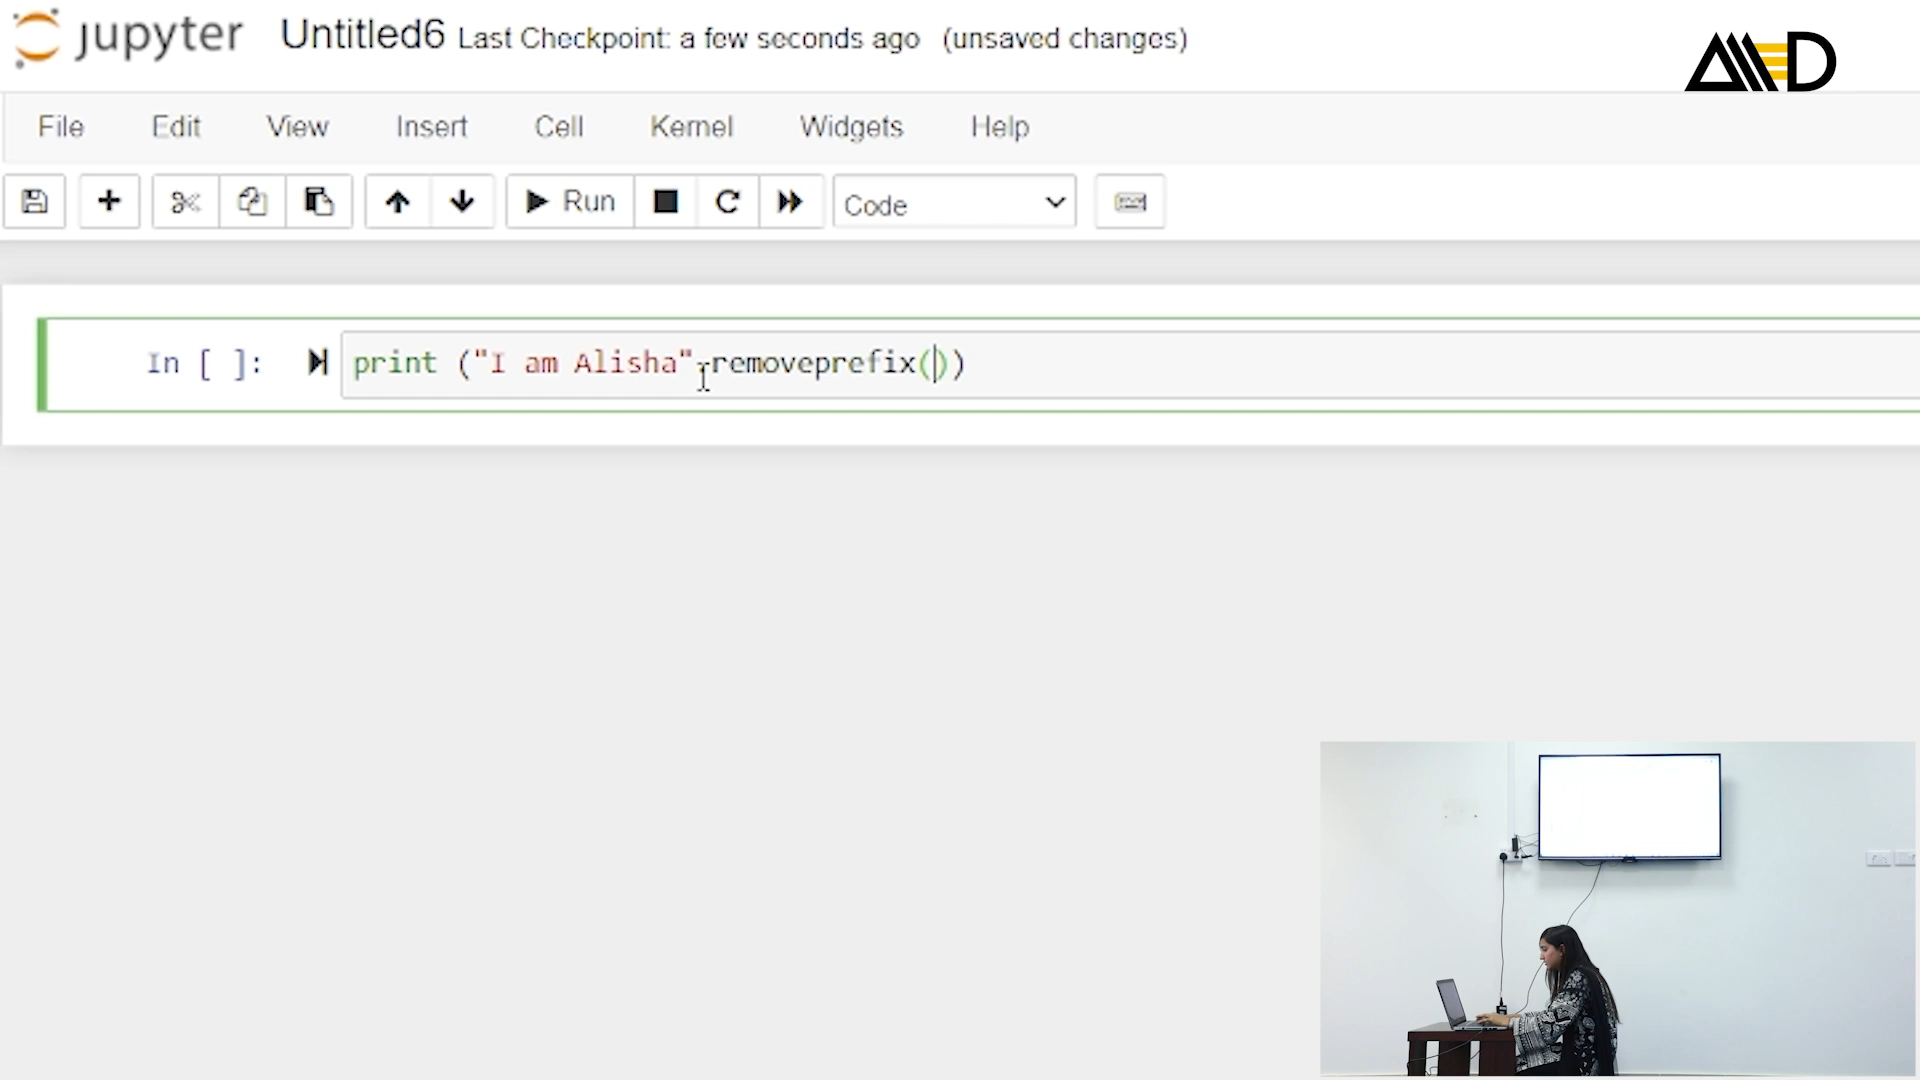 jupyter Untitled6 Last Checkpoint: a few seconds ago (unsaved changes)
File Edit View Insert Cell Kernel Widgets Help
Run Code
In [ ]: print ("I am Alisha".removeprefix())